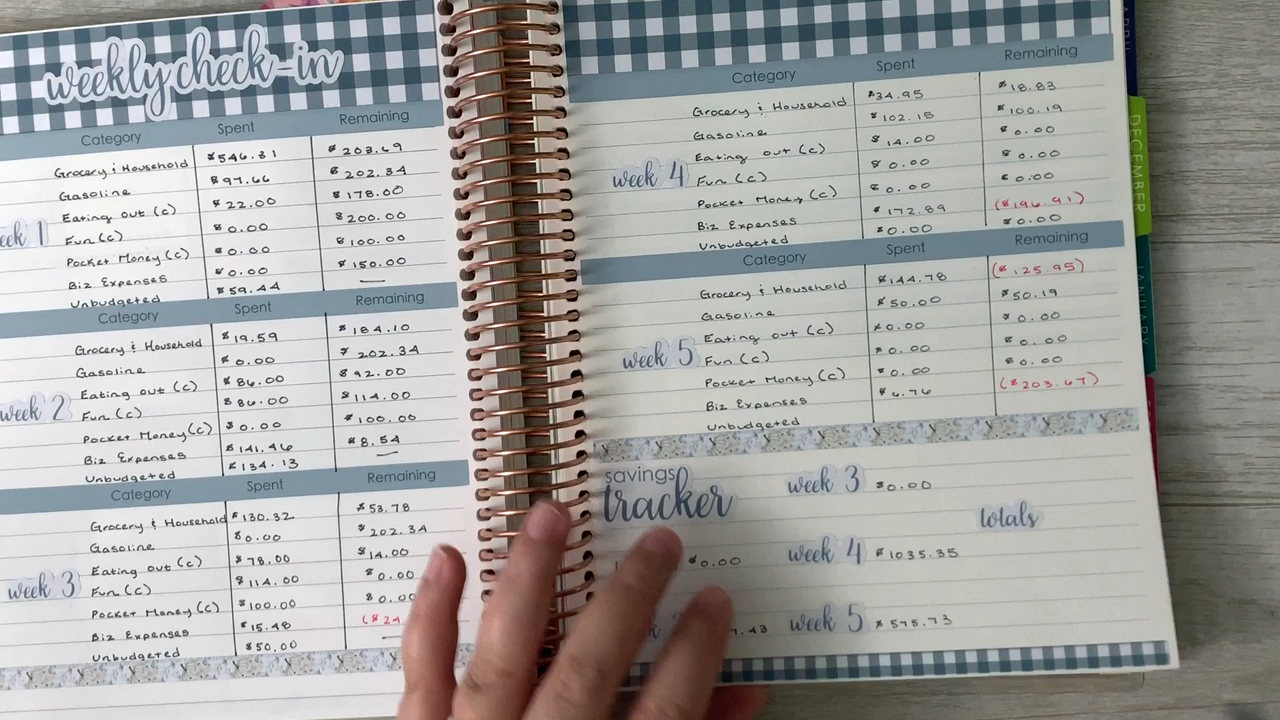 weekly check-in
Category Spent Remaining
Grocery & Household $546.31 $203.69
Gasoline $97.66 $202.34
Eating out (c) $22.00 $178.00
Fun (c) $0.00 $200.00
Pocket Money (c) $0.00 $100.00
Biz Expenses $0.00 $150.00
Unbudgeted $59.44 —
week 1
Category Spent Remaining
Grocery & Household $19.59 $184.10
Gasoline $0.00 $202.34
Eating out (c) $86.00 $92.00
Fun (c) $86.00 $114.00
Pocket Money (c) $0.00 $100.00
Biz Expenses $141.46 $8.54
Unbudgeted $134.13 —
week 2
Category Spent Remaining
Grocery & Household $130.32 $53.78
Gasoline $0.00 $202.34
Eating out (c) $78.00 $14.00
Fun (c) $114.00 $0.00
Pocket Money (c) $100.00 $0.00
Biz Expenses $15.48 ($24
Unbudgeted $50.00 —
week 3
Category Spent Remaining
Grocery & Household $34.95 $18.83
Gasoline $102.15 $100.19
Eating out (c) $14.00 $0.00
Fun (c) $0.00 $0.00
Pocket Money (c) $0.00 $0.00
Biz Expenses $172.89 ($196.91)
Unbudgeted $0.00 $0.00
week 4
Category Spent Remaining
Grocery & Household $144.78 ($125.95)
Gasoline $50.00 $50.19
Eating out (c) $0.00 $0.00
Fun (c) $0.00 $0.00
Pocket Money (c) $0.00 $0.00
Biz Expenses $6.76 ($203.67)
Unbudgeted
week 5
savings tracker
$0.00
7.43
week 3 $0.00
week 4 $1035.35
week 5 $575.73
totals
DECEMBER
JANUARY